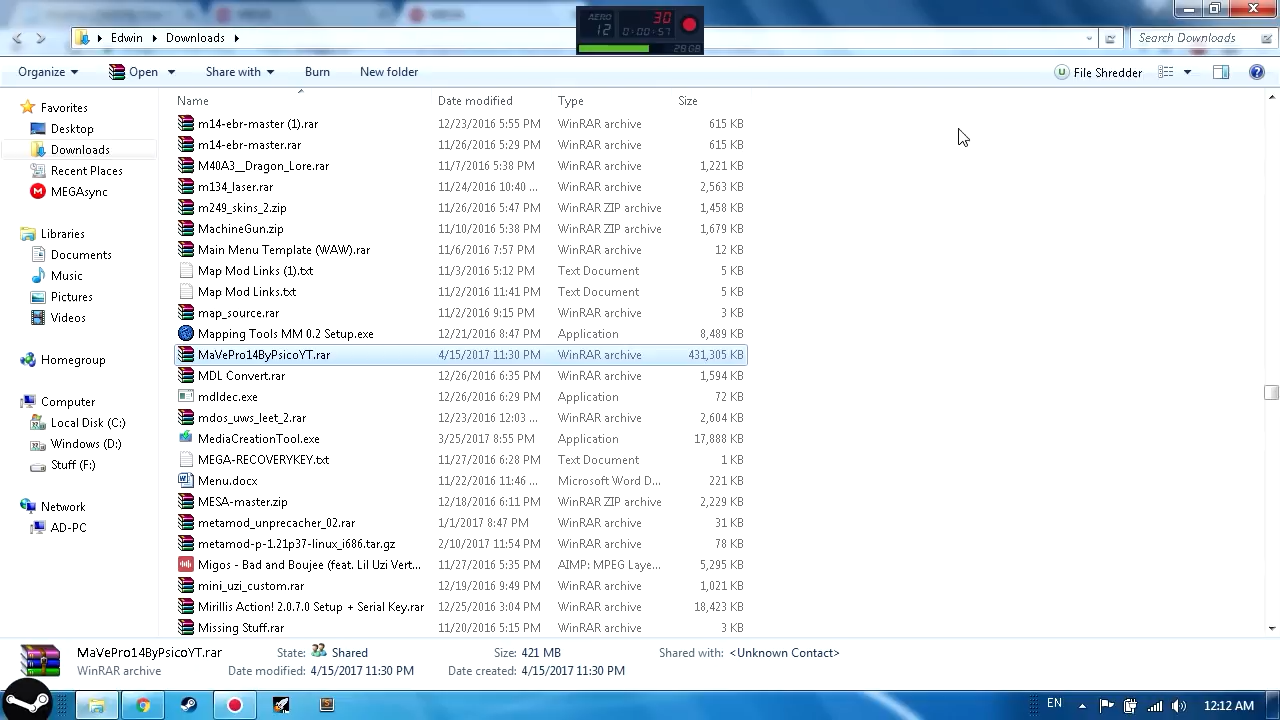 AERO 30
12 0:00:57
2808
Edwin Downloads Search Downloads
Organize Open Share with Burn New folder File Shredder
Name Date modified Type Size
Favorites
Desktop
Downloads
Recent Places
MEGAsync
Libraries
Documents
Music
Pictures
Videos
Homegroup
Computer
Local Disk (C:)
Windows (D:)
Stuff (F:)
Network
AD-PC
m14-ebr-master (1).rar 12/23/2016 5:55 PM WinRAR archive 615 KB
m14-ebr-master.rar 11/26/2016 5:29 PM WinRAR archive 615 KB
M40A3__Dragon_Lore.rar 11/7/2016 5:38 PM WinRAR archive 1,221 KB
m134_laser.rar 11/24/2016 10:40 ... WinRAR archive 2,563 KB
m249_skins_2.zip 11/26/2016 5:47 PM WinRAR ZIP archive 1,458 KB
MachineGun.zip 11/10/2016 5:38 PM WinRAR ZIP archive 1,679 KB
Main Menu Template (WAW).rar 11/2/2016 7:57 PM WinRAR archive 12 KB
Map Mod Links (1).txt 11/3/2016 5:12 PM Text Document 5 KB
Map Mod Links.txt 11/2/2016 11:41 PM Text Document 5 KB
map_source.rar 11/2/2016 9:15 PM WinRAR archive 3 KB
Mapping Tools MM 0.2 Setup.exe 12/21/2016 8:47 PM Application 8,489 KB
MaVePro14ByPsicoYT.rar 4/15/2017 11:30 PM WinRAR archive 431,305 KB
MDL Convert.rar 12/26/2016 6:35 PM WinRAR archive 1,594 KB
mdldec.exe 12/26/2016 6:29 PM Application 72 KB
mdos_uws_leet_2.rar 12/22/2016 12:03 ... WinRAR archive 2,604 KB
MediaCreationTool.exe 3/25/2017 8:55 PM Application 17,888 KB
MEGA-RECOVERYKEY.txt 11/27/2016 6:28 PM Text Document 1 KB
Menu.docx 11/22/2016 11:46 ... Microsoft Word D... 221 KB
MESA-master.zip 12/19/2016 6:11 PM WinRAR ZIP archive 2,229 KB
metamod_unprecacher_02.rar 1/1/2017 8:47 PM WinRAR archive 31 KB
metamod-p-1.21p37-linux_i686.tar.gz 2/10/2017 11:54 PM WinRAR archive 78 KB
Migos - Bad and Boujee (feat. Lil Uzi Vert... 11/27/2016 5:35 PM AIMP: MPEG Laye... 5,295 KB
mini_uzi_custom.rar 12/19/2016 9:49 PM WinRAR archive 1,021 KB
Mirillis Action! 2.0.7.0 Setup + Serial Key.rar 12/25/2016 3:04 PM WinRAR archive 18,423 KB
Missing Stuff.rar 11/20/2016 5:15 PM WinRAR archive 3 KB
MaVePro14ByPsicoYT.rar State: Shared Size: 421 MB Shared with: <Unknown Contact>
WinRAR archive Date modified: 4/15/2017 11:30 PM Date created: 4/15/2017 11:30 PM
EN 12:12 AM